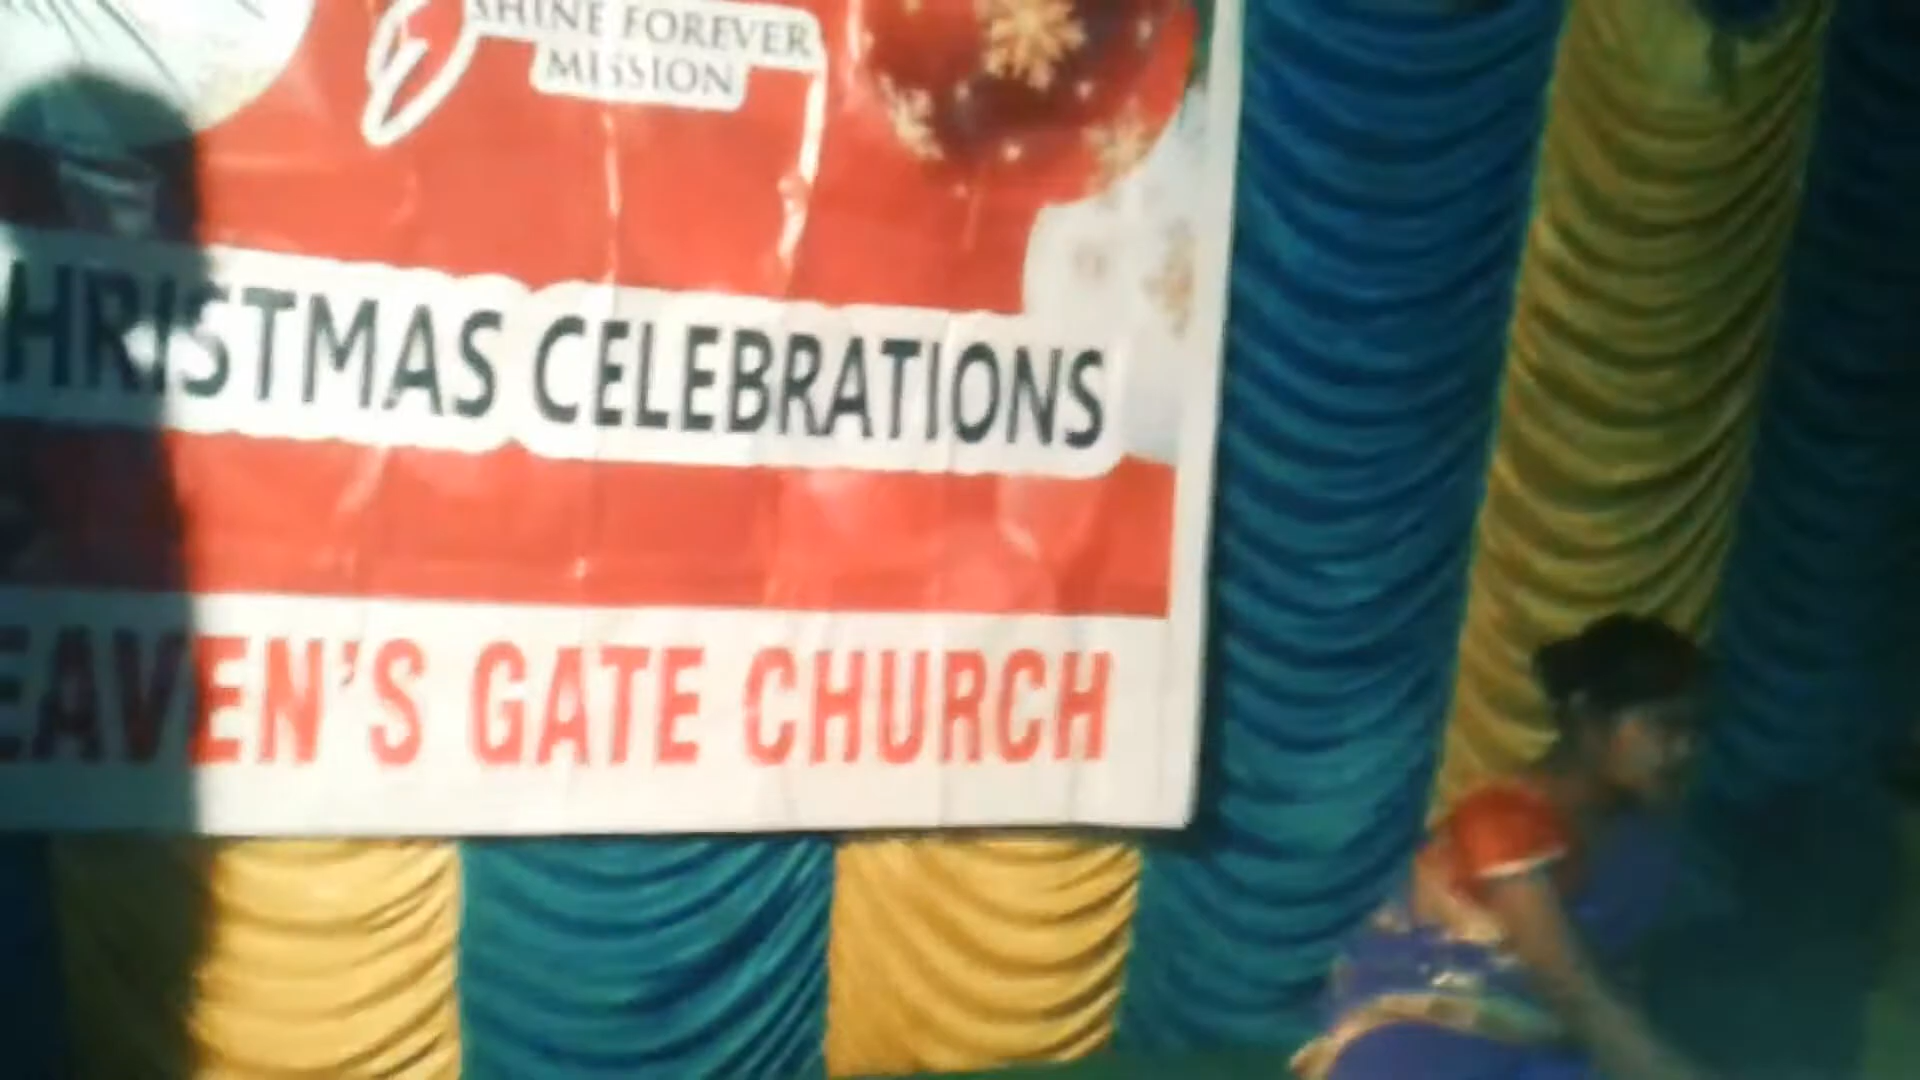 SHINE FOREVER
MISSION
HRISTMAS CELEBRATIONS
EAVEN'S GATE CHURCH